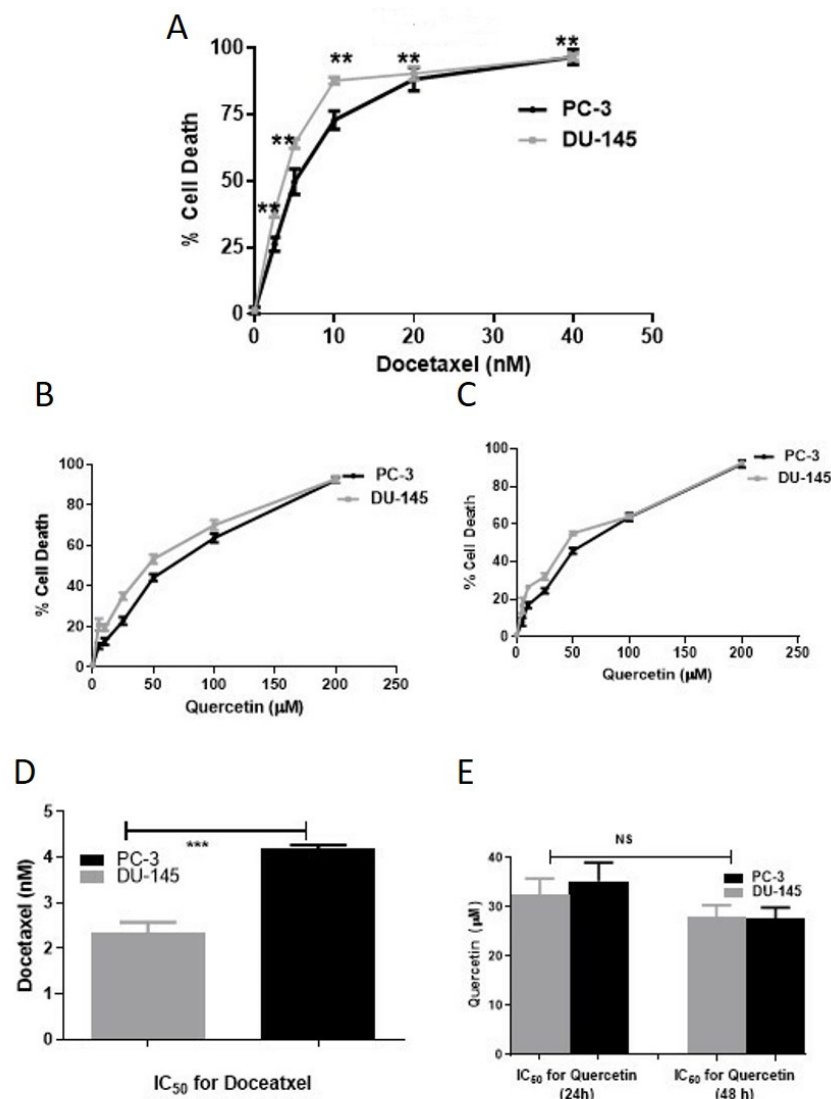 A
100
75
50
25
0
% Cell Death
**
**
**
**
**
PC-3
DU-145
0
10
20
30
40
50
Docetaxel (nM)
B
100
80
60
40
20
0
% Cell Death
PC-3
DU-145
0
50
100
150
200
250
Quercetin (µM)
C
100
80
60
40
20
0
% Cell Death
PC-3
DU-145
0
50
100
150
200
250
Quercetin (µM)
D
5
4
3
2
1
0
Docetaxel (nM)
***
PC-3
DU-145
IC50 for Doceatxel
E
40
30
20
10
0
Quercetin (µM)
NS
PC-3
DU-145
IC50 for Quercetin
(24h)
IC60 for Quercetin
(48 h)